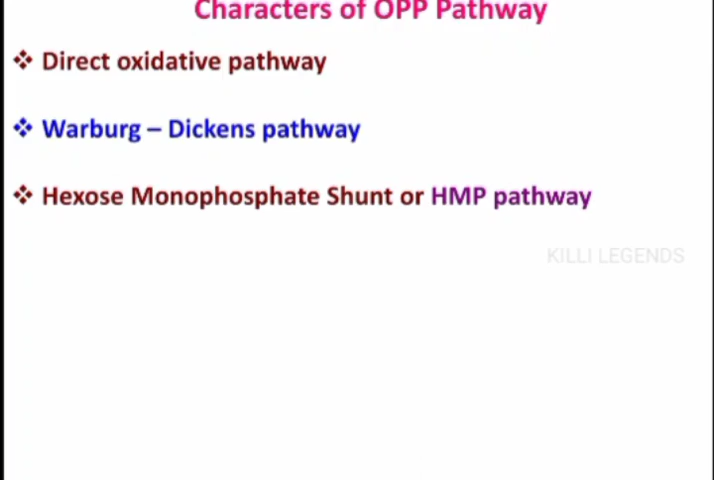 Characters of OPP Pathway
❖ Direct oxidative pathway
❖ Warburg – Dickens pathway
❖ Hexose Monophosphate Shunt or HMP pathway
KILLI LEGENDS